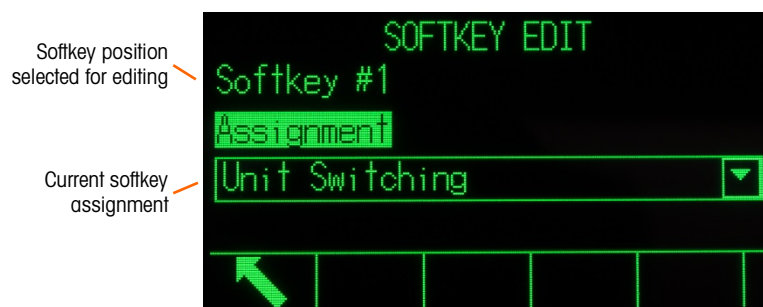 SOFTKEY EDIT
Softkey position
selected for editing
Softkey #1
Assignment
Current softkey
assignment
Unit Switching